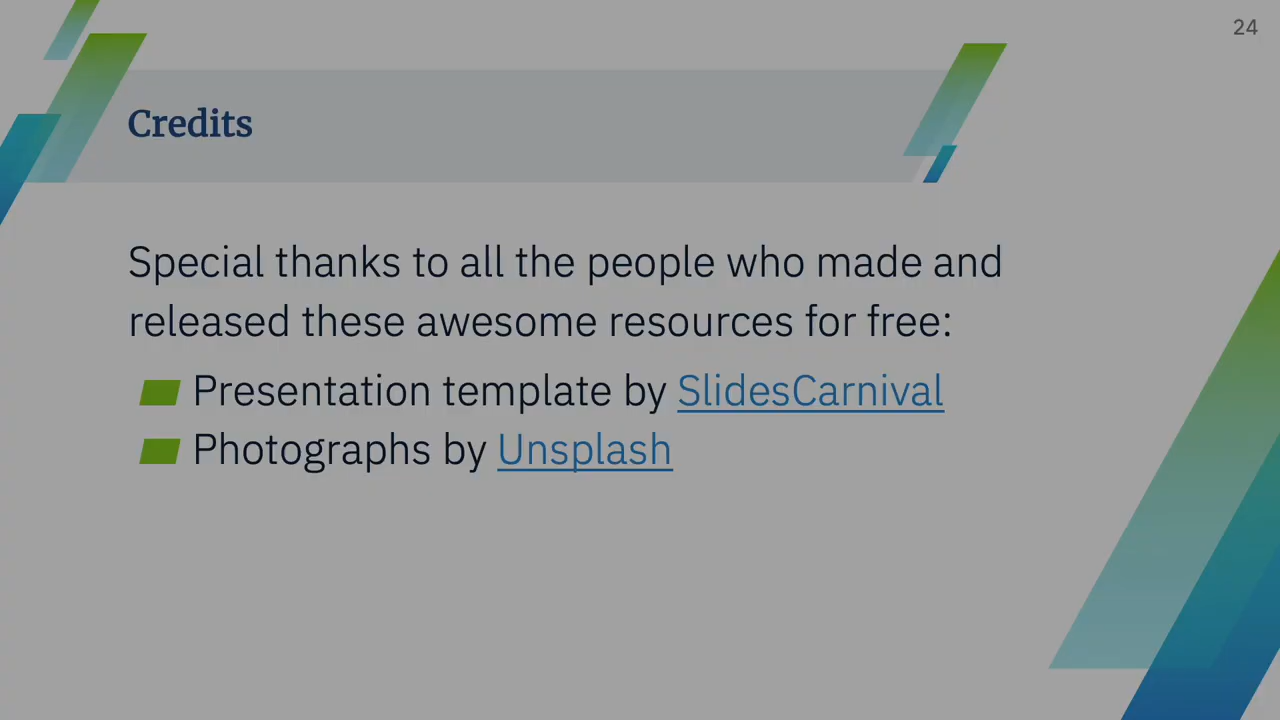 24
Credits
Special thanks to all the people who made and
released these awesome resources for free:
Presentation template by SlidesCarnival
Photographs by Unsplash